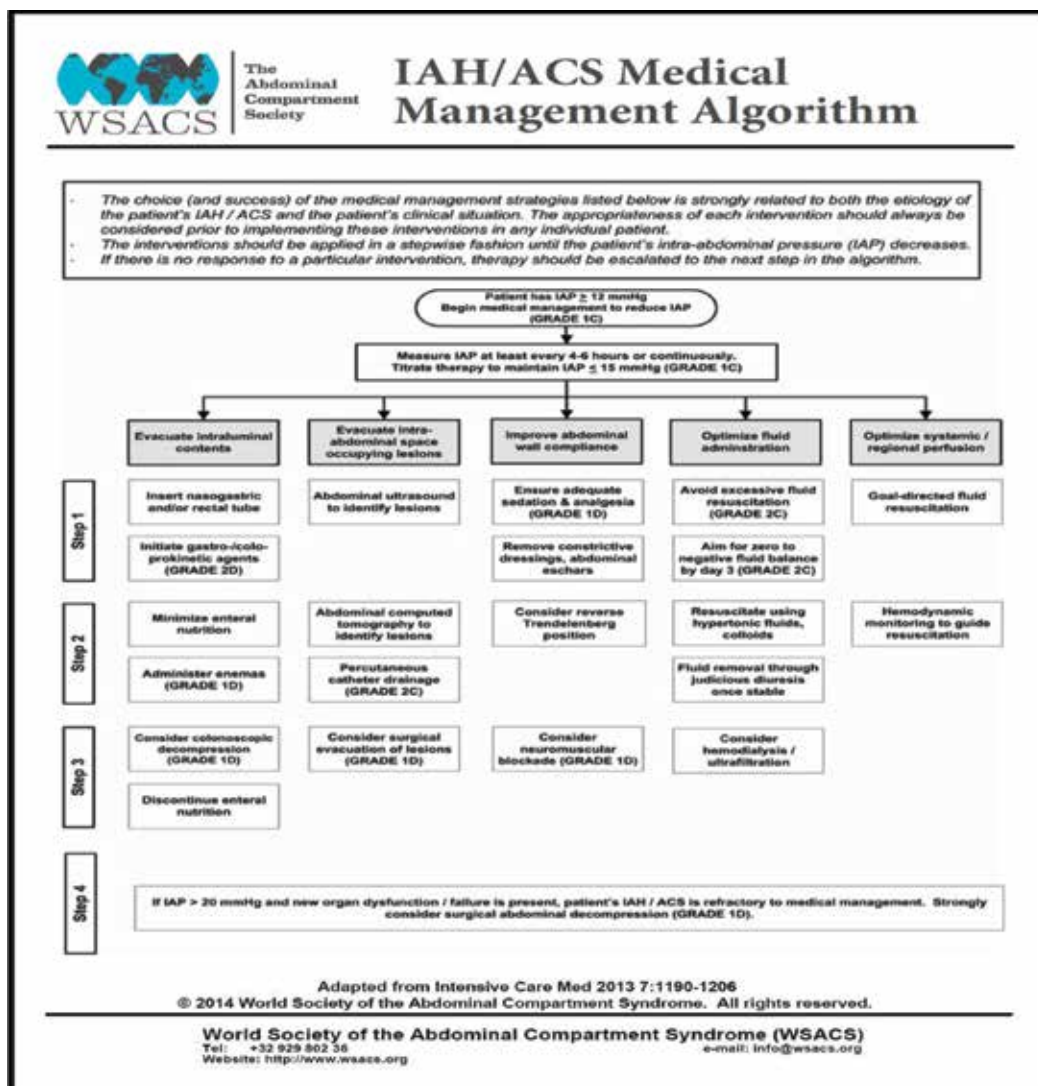 WSACS
The
Abdominal
Compartment
Society
IAH/ACS Medical
Management Algorithm
· The choice (and success) of the medical management strategies listed below is strongly related to both the etiology of
the patient's IAH / ACS and the patient's clinical situation. The appropriateness of each intervention should always be
considered prior to implementing these interventions in any individual patient.
· The interventions should be applied in a stepwise fashion until the patient's intra-abdominal pressure (IAP) decreases.
· If there is no response to a particular intervention, therapy should be escalated to the next step in the algorithm.
Patient has IAP ≥ 12 mmHg
Begin medical management to reduce IAP
(GRADE 1C)
Measure IAP at least every 4-6 hours or continuously.
Titrate therapy to maintain IAP ≤ 15 mmHg (GRADE 1C)
Evacuate intraluminal
contents
Evacuate intra-
abdominal space
occupying lesions
Improve abdominal
wall compliance
Optimize fluid
adminstration
Optimize systemic /
regional perfusion
Step 1
Insert nasogastric
and/or rectal tube
Initiate gastro-/colo-
prokinetic agents
(GRADE 2D)
Abdominal ultrasound
to identify lesions
Ensure adequate
sedation & analgesia
(GRADE 1D)
Remove constrictive
dressings, abdominal
eschars
Avoid excessive fluid
resuscitation
(GRADE 2C)
Aim for zero to
negative fluid balance
by day 3 (GRADE 2C)
Goal-directed fluid
resuscitation
Step 2
Minimize enteral
nutrition
Administer enemas
(GRADE 1D)
Abdominal computed
tomography to
identify lesions
Percutaneous
catheter drainage
(GRADE 2C)
Consider reverse
Trendelenberg
position
Resuscitate using
hypertonic fluids,
colloids
Fluid removal through
judicious diuresis
once stable
Hemodynamic
monitoring to guide
resuscitation
Step 3
Consider colonoscopic
decompression
(GRADE 1D)
Discontinue enteral
nutrition
Consider surgical
evacuation of lesions
(GRADE 1D)
Consider
neuromuscular
blockade (GRADE 1D)
Consider
hemodialysis /
ultrafiltration
Step 4
If IAP > 20 mmHg and new organ dysfunction / failure is present, patient's IAH / ACS is refractory to medical management. Strongly
consider surgical abdominal decompression (GRADE 1D).
Adapted from Intensive Care Med 2013 7:1190-1206
© 2014 World Society of the Abdominal Compartment Syndrome. All rights reserved.
World Society of the Abdominal Compartment Syndrome (WSACS)
Tel: +32 929 802 36 e-mail: info@wsacs.org
Website: http://www.wsacs.org